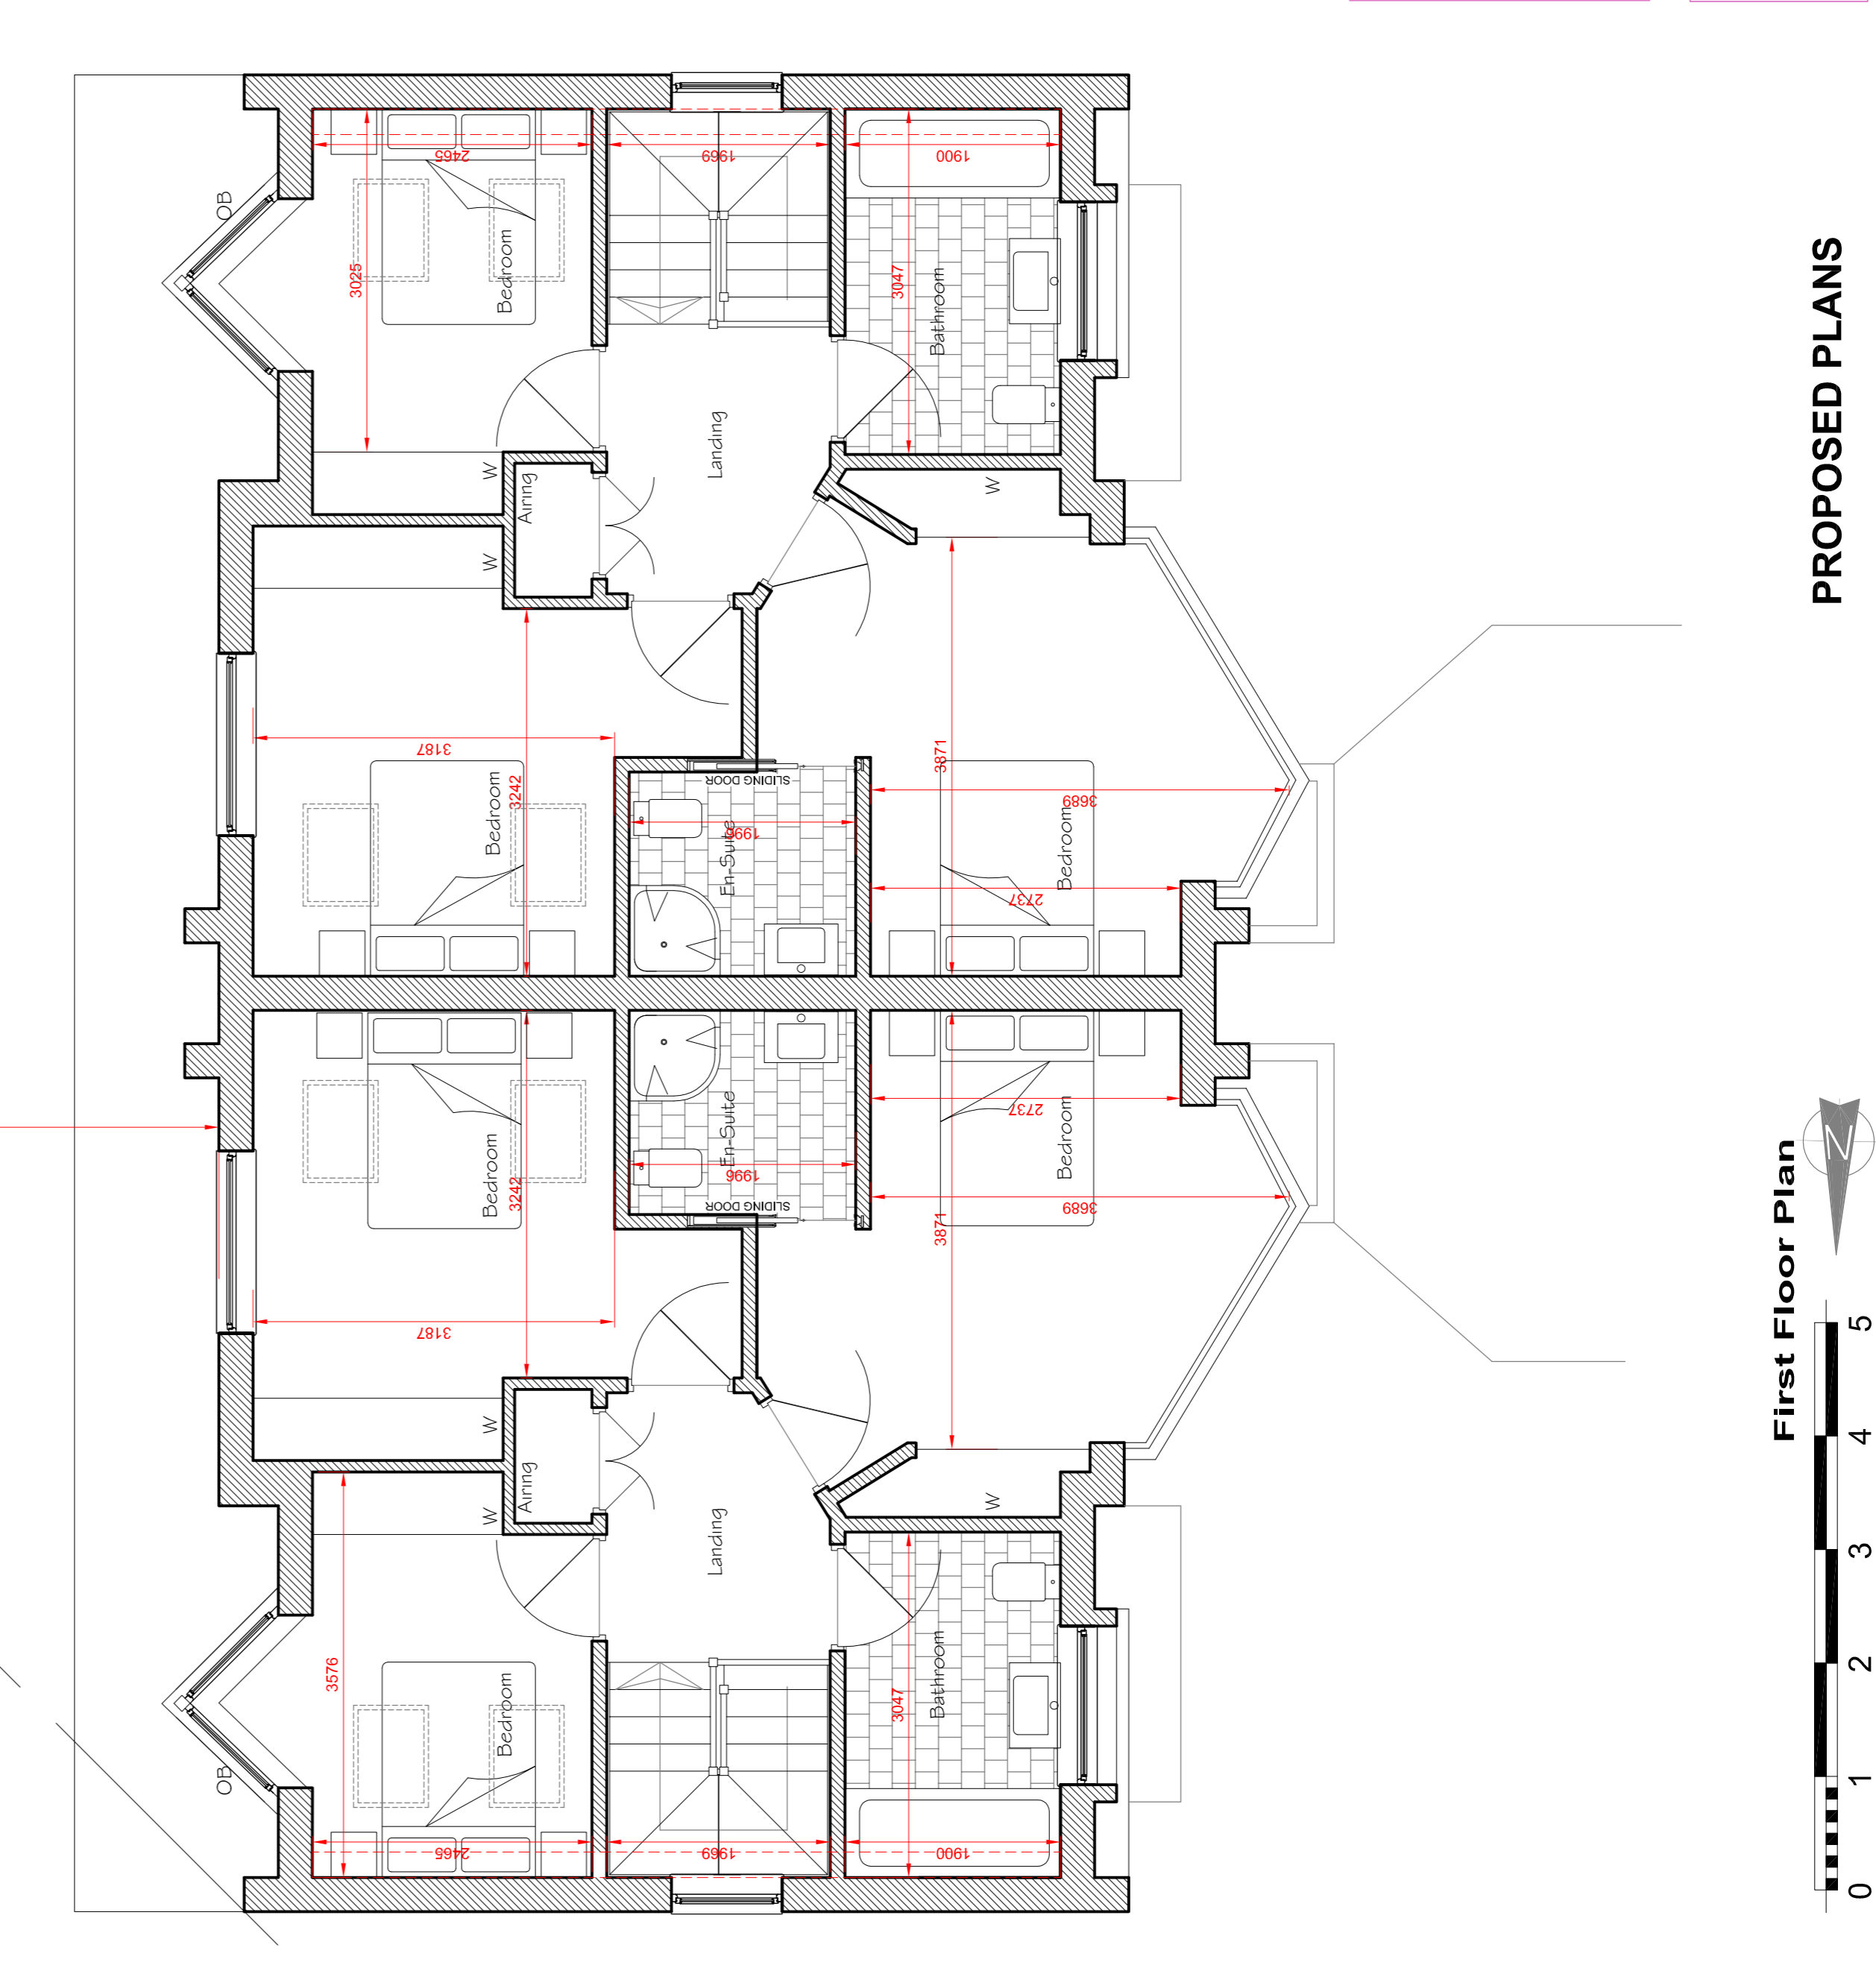 PROPOSED PLANS
First Floor Plan
N
0 1 2 3 4 5
OB
2465
3025
Bedroom
W
1969
Landing
Airing
1900
3047
Bathroom
W
W
3187
3242
Bedroom
SLIDING DOOR
En-Suite
1996
3871
3689
2737
Bedroom
3242
3187
Bedroom
W
En-Suite
1996
SLIDING DOOR
2737
3689
3871
Bedroom
W
Airing
W
Landing
3576
Bedroom
OB
2465
1969
3047
Bathroom
1900